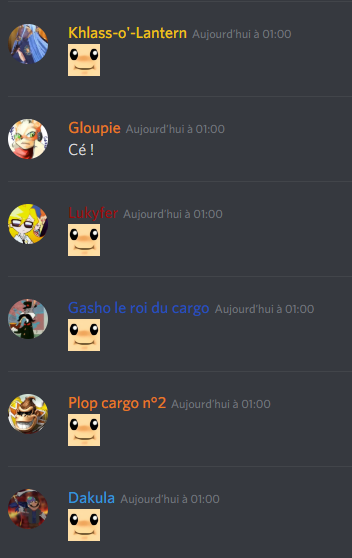 Khlass-o'-Lantern Aujourd'hui à 01:00
Gloupie Aujourd'hui à 01:00
Cé !
Lukyter Aujourd'hui à 01:00
Gasho le roi du cargo Aujourd'hui à 01:00
Plop cargo n°2 Aujourd'hui à 01:00
Dakula Aujourd'hui à 01:00